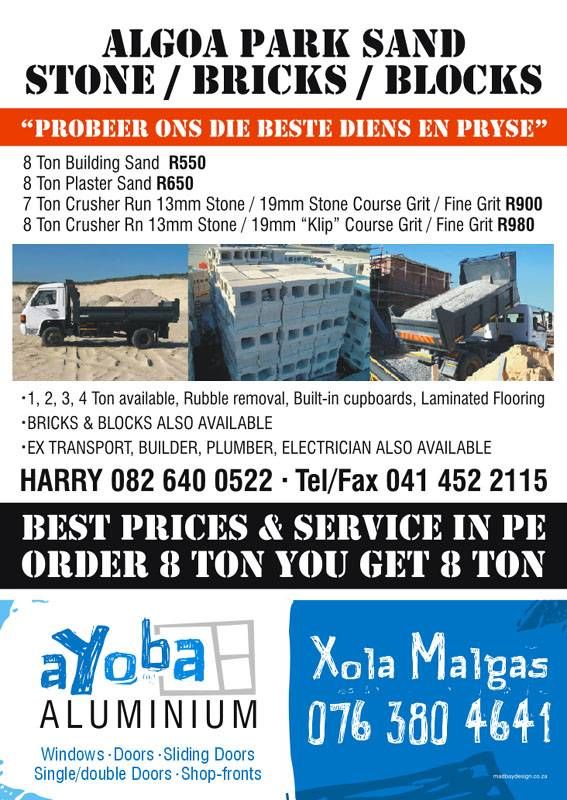 ALGOA PARK SAND
STONE / BRICKS / BLOCKS
“PROBEER ONS DIE BESTE DIENS EN PRYSE”
8 Ton Building Sand R550
8 Ton Plaster Sand R650
7 Ton Crusher Run 13mm Stone / 19mm Stone Course Grit / Fine Grit R900
8 Ton Crusher Rn 13mm Stone / 19mm “Klip” Course Grit / Fine Grit R980
·1, 2, 3, 4 Ton available, Rubble removal, Built-in cupboards, Laminated Flooring
·BRICKS & BLOCKS ALSO AVAILABLE
·EX TRANSPORT, BUILDER, PLUMBER, ELECTRICIAN ALSO AVAILABLE
HARRY 082 640 0522 · Tel/Fax 041 452 2115
BEST PRICES & SERVICE IN PE
ORDER 8 TON YOU GET 8 TON
aYoba
ALUMINIUM
Windows · Doors · Sliding Doors
Single/double Doors · Shop-fronts
Xola Malgas
076 380 4641
madbaydesign.co.za